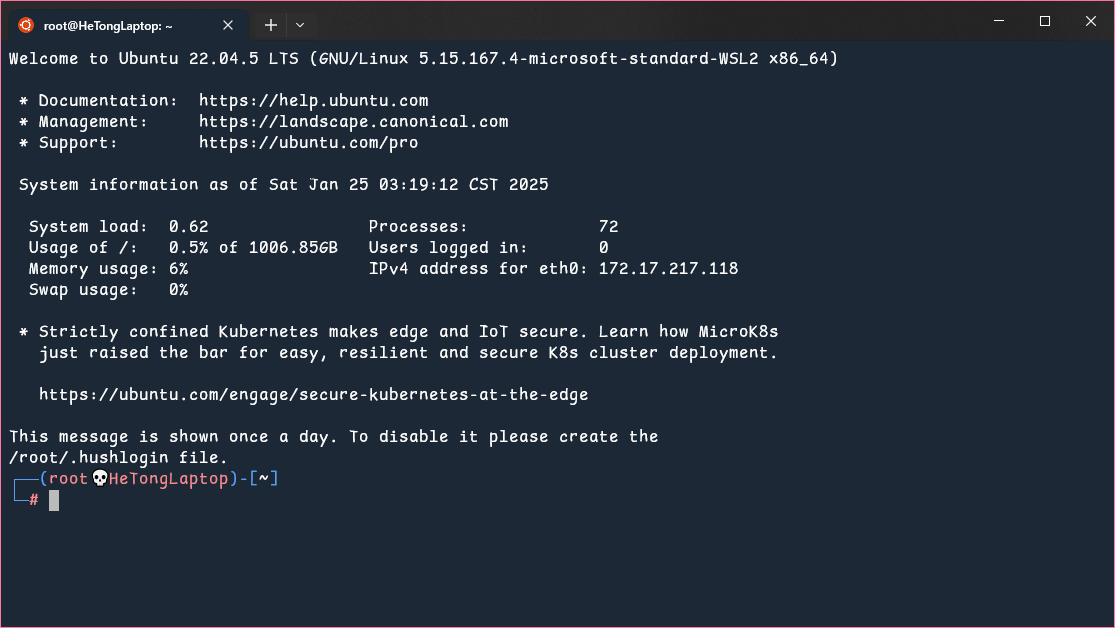 root@HeTongLaptop: ~
Welcome to Ubuntu 22.04.5 LTS (GNU/Linux 5.15.167.4-microsoft-standard-WSL2 x86_64)
* Documentation:  https://help.ubuntu.com
* Management:     https://landscape.canonical.com
* Support:        https://ubuntu.com/pro
System information as of Sat Jan 25 03:19:12 CST 2025
System load:  0.62                Processes:             72
Usage of /:   0.5% of 1006.85GB   Users logged in:       0
Memory usage: 6%                  IPv4 address for eth0: 172.17.217.118
Swap usage:   0%
* Strictly confined Kubernetes makes edge and IoT secure. Learn how MicroK8s
just raised the bar for easy, resilient and secure K8s cluster deployment.
https://ubuntu.com/engage/secure-kubernetes-at-the-edge
This message is shown once a day. To disable it please create the
/root/.hushlogin file.
┌──(root💀HeTongLaptop)-[~]
└─#